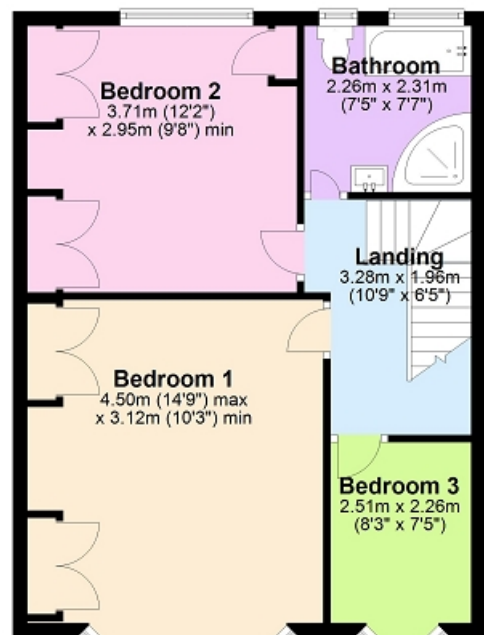 Bedroom 2
3.71m (12'2")
x 2.95m (9'8") min
Bathroom
2.26m x 2.31m
(7'5" x 7'7")
Landing
3.28m x 1.96m
(10'9" x 6'5")
Bedroom 1
4.50m (14'9") max
x 3.12m (10'3") min
Bedroom 3
2.51m x 2.26m
(8'3" x 7'5")